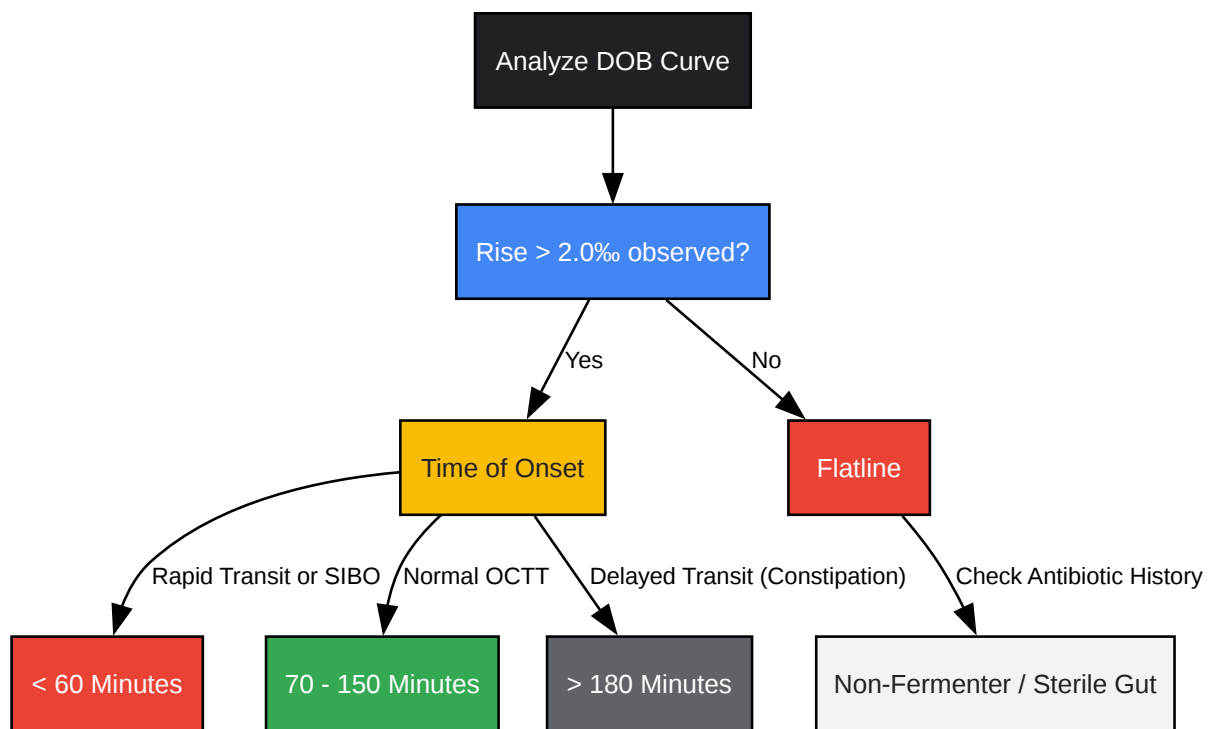 Analyze DOB Curve
Rise > 2.0‰ observed?
Yes
No
Time of Onset
Flatline
Rapid Transit or SIBO
Normal OCTT
Delayed Transit (Constipation)
Check Antibiotic History
< 60 Minutes
70 - 150 Minutes
> 180 Minutes
Non-Fermenter / Sterile Gut